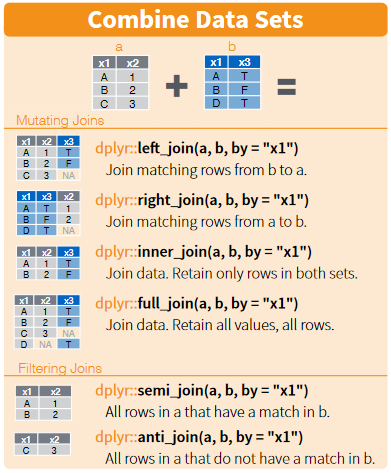 Combine Data Sets
a b
x1 x2 x1 x3
A 1 A T
B 2 B F
C 3 D T
+ =
Mutating Joins
x1 x2 x3
A 1 T
B 2 F
C 3 NA
dplyr::left_join(a, b, by = "x1")
Join matching rows from b to a.
x1 x3 x2
A T 1
B F 2
D T NA
dplyr::right_join(a, b, by = "x1")
Join matching rows from a to b.
x1 x2 x3
A 1 T
B 2 F
dplyr::inner_join(a, b, by = "x1")
Join data. Retain only rows in both sets.
x1 x2 x3
A 1 T
B 2 F
C 3 NA
D NA T
dplyr::full_join(a, b, by = "x1")
Join data. Retain all values, all rows.
Filtering Joins
x1 x2
A 1
B 2
dplyr::semi_join(a, b, by = "x1")
All rows in a that have a match in b.
x1 x2
C 3
dplyr::anti_join(a, b, by = "x1")
All rows in a that do not have a match in b.